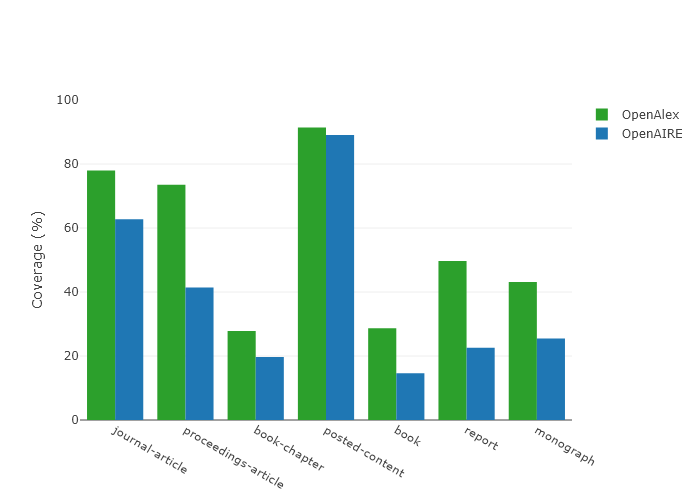 100
80
60
40
20
0
Coverage (%)
journal-article
proceedings-article
book-chapter
posted-content
book
report
monograph
OpenAlex
OpenAIRE